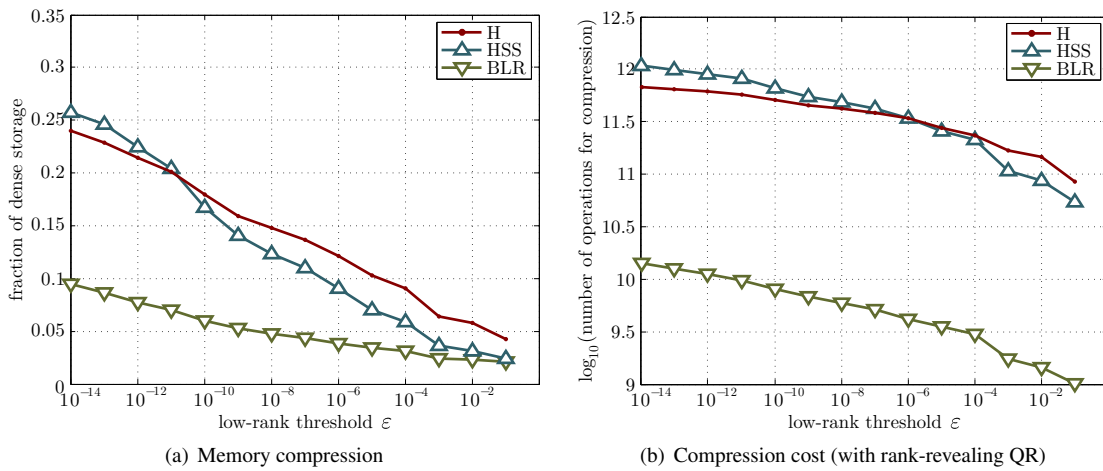 0.35
0.3
0.25
0.2
0.15
0.1
0.05
0
fraction of dense storage
H
HSS
BLR
10^−14
10^−12
10^−10
10^−8
10^−6
10^−4
10^−2
low-rank threshold ε
(a) Memory compression
12.5
12
11.5
11
10.5
10
9.5
9
log₁₀(number of operations for compression)
H
HSS
BLR
10^−14
10^−12
10^−10
10^−8
10^−6
10^−4
10^−2
low-rank threshold ε
(b) Compression cost (with rank-revealing QR)